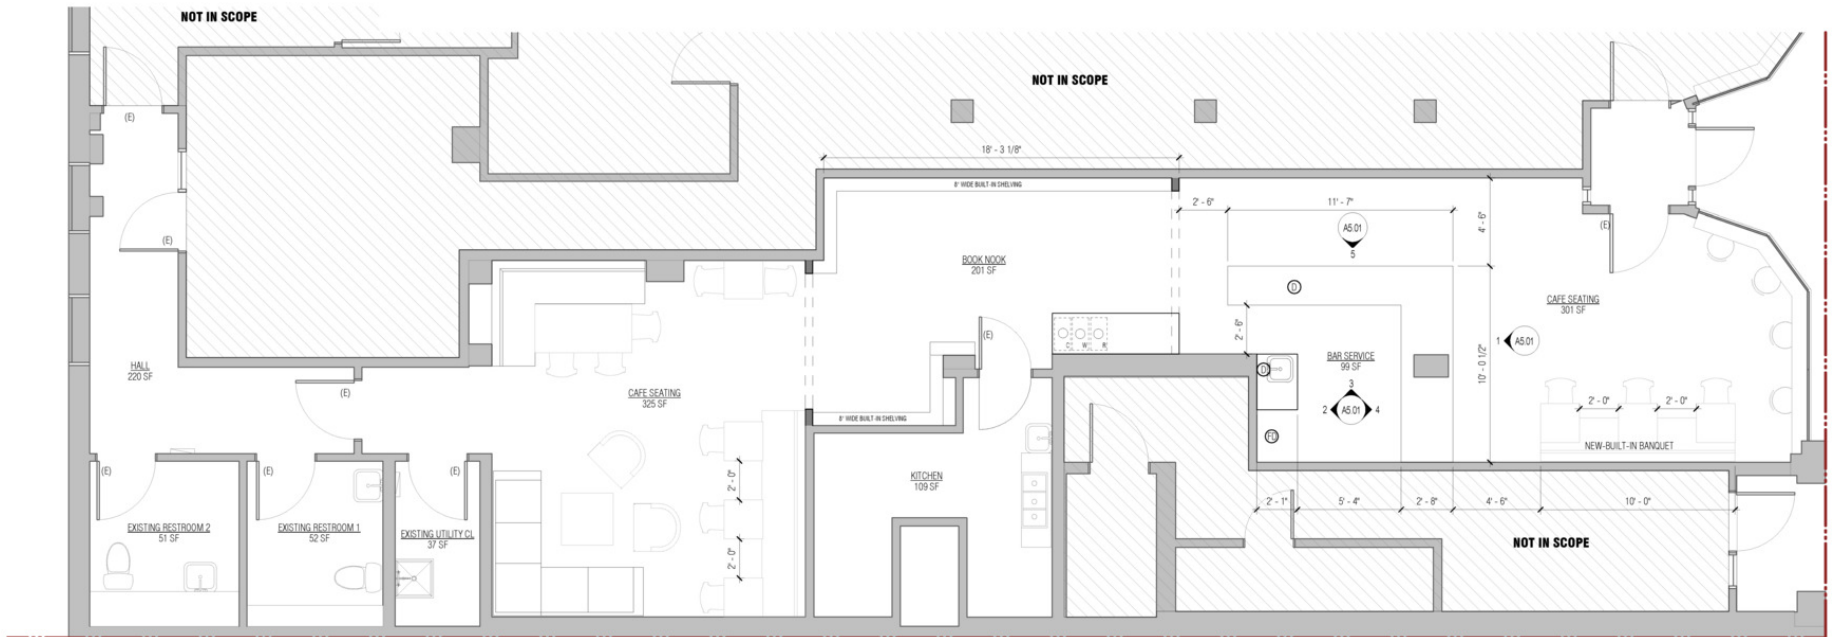 NOT IN SCOPE
NOT IN SCOPE
(E)
18' - 3 1/8"
8" WIDE BUILT-IN SHELVING
2' - 6"
11' - 7"
4' - 6"
(E)
A5.01
5
(E)
BOOK NOOK
201 SF
D
CAFE SEATING
301 SF
2' - 6"
10' - 0 1/2"
(E)
C W R
1 A5.01
BAR SERVICE
99 SF
HALL
220 SF
D
3
2 A5.01 4
(E)
CAFE SEATING
325 SF
2' - 0"
2' - 0"
8" WIDE BUILT-IN SHELVING
FD
NEW-BUILT-IN BANQUET
(E)
(E)
(E)
2' - 0"
KITCHEN
109 SF
2' - 1"
5' - 4"
2' - 8"
4' - 6"
10' - 0"
EXISTING RESTROOM 2
51 SF
EXISTING RESTROOM 1
52 SF
EXISTING UTILITY CL
37 SF
2' - 0"
NOT IN SCOPE